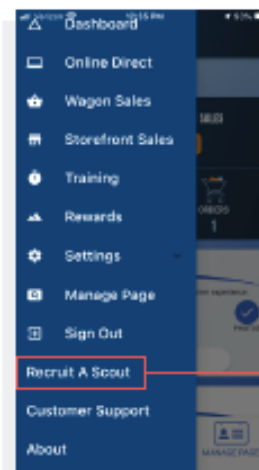 Dashboard
Online Direct
Wagon Sales
Storefront Sales
Training
Rewards
Settings
Manage Page
Sign Out
Recruit A Scout
Customer Support
About
SALES
ORDERS
1
MANAGE PAGE